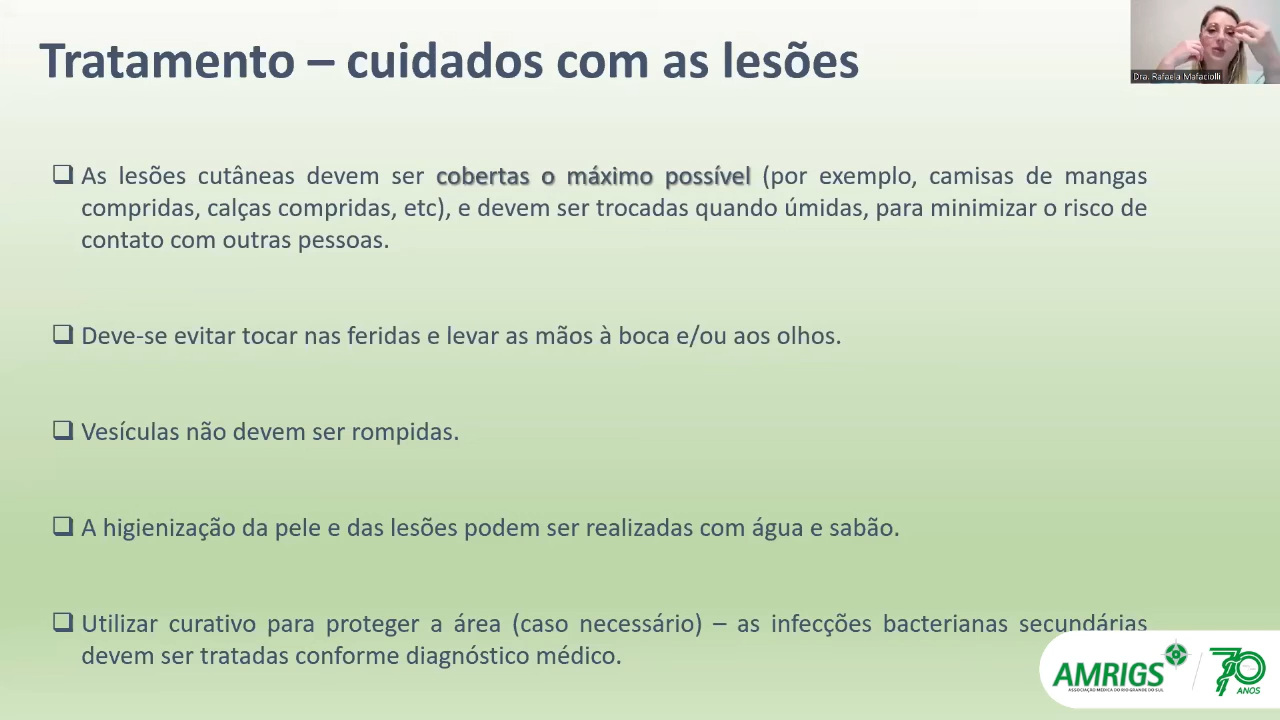 Tratamento – cuidados com as lesões
Dra. Rafaela Mafaciolli
As lesões cutâneas devem ser cobertas o máximo possível (por exemplo, camisas de mangas
compridas, calças compridas, etc), e devem ser trocadas quando úmidas, para minimizar o risco de
contato com outras pessoas.
Deve-se evitar tocar nas feridas e levar as mãos à boca e/ou aos olhos.
Vesículas não devem ser rompidas.
A higienização da pele e das lesões podem ser realizadas com água e sabão.
Utilizar curativo para proteger a área (caso necessário) – as infecções bacterianas secundárias
devem ser tratadas conforme diagnóstico médico.
AMRIGS
ASSOCIAÇÃO MÉDICA DO RIO GRANDE DO SUL
70
ANOS